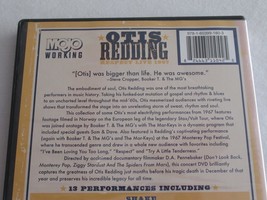 MOJO
WORKING
OTIS
REDDING
RESPECT LIVE 1967
"[Otis] was bigger than life. He was awesome."
-Steve Cropper, Booker T. & The MG's
The embodiment of soul, Otis Redding was one of the most breathtaking
performers in music history. Taking his husked mutation of gospel and rhythm & blues to
an uncharted level throughout the mid '60s, Otis mesmerized audiences with riveting live
shows that transformed the stage into an accelerating storm of sweat, rhythm and soul.
This collection of some Otis's most electrifying performances from 1967 contains
footage filmed in Norway on the European leg of the legendary Stax/Volt Tour, where Otis
was joined onstage by Booker T. & The MG's with The Mar-Keys in a dynamic program that
included special guests Sam & Dave. Also featured is Redding's captivating performance
(again with Booker T. & The MG's and The Mar-Keys) at the 1967 Monterey Pop Festival,
where he transcended genre and drew in a whole new audience with favorites including
"I've Been Loving You Too Long," "Respect" and "Try A Little Tenderness."
Directed by acclaimed documentary filmmaker D.A. Pennebaker (Don't Look Back,
Monterey Pop, Ziggy Stardust And The Spiders From Mars), this concert DVD brilliantly
captures the greatness of Otis Redding just months before his tragic death in December of that
year and preserves his incredible legacy for all time.
13 PERFORMANCES INCLUDING
SHAKE